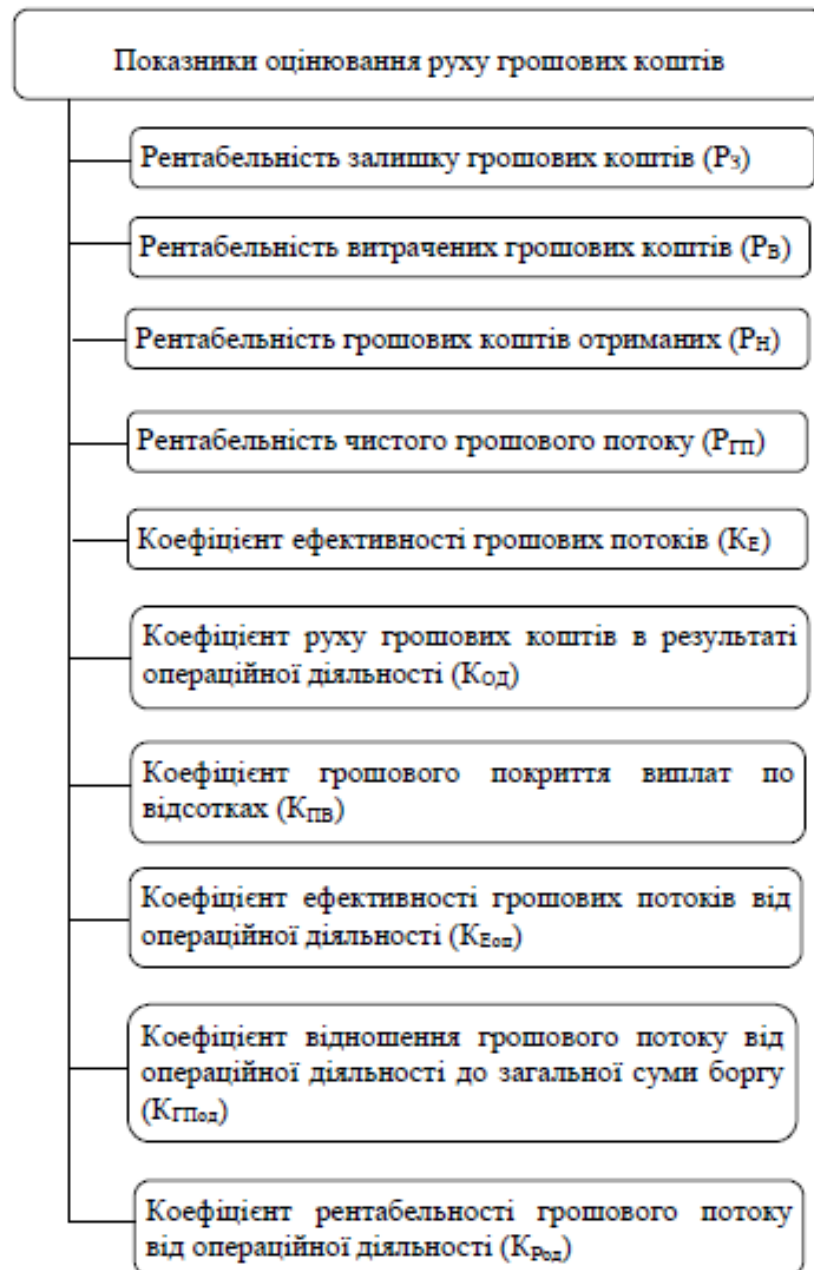 Показники оцінювання руху грошових коштів
Рентабельність залишку грошових коштів (РЗ)
Рентабельність витрачених грошових коштів (РВ)
Рентабельність грошових коштів отриманих (РН)
Рентабельність чистого грошового потоку (РГП)
Коефіцієнт ефективності грошових потоків (КЕ)
Коефіцієнт руху грошових коштів в результаті
операційної діяльності (КОД)
Коефіцієнт грошового покриття виплат по
відсотках (КПВ)
Коефіцієнт ефективності грошових потоків від
операційної діяльності (КЕод)
Коефіцієнт відношення грошового потоку від
операційної діяльності до загальної суми боргу
(КГПод)
Коефіцієнт рентабельності грошового потоку
від операційної діяльності (КРод)